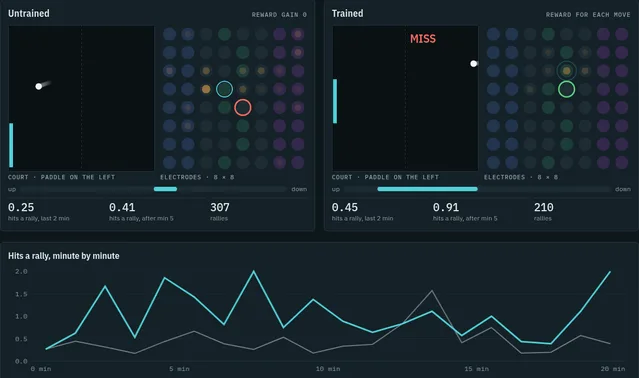 Untrained
REWARD GAIN 0
COURT · PADDLE ON THE LEFT
ELECTRODES · 8 × 8
up
down
0.25
0.41
307
hits a rally, last 2 min
hits a rally, after min 5
rallies
Trained
REWARD FOR EACH MOVE
MISS
COURT · PADDLE ON THE LEFT
ELECTRODES · 8 × 8
up
down
0.45
0.91
210
hits a rally, last 2 min
hits a rally, after min 5
rallies
Hits a rally, minute by minute
2.0
1.5
1.0
0.5
0.0
0 min
5 min
10 min
15 min
20 min